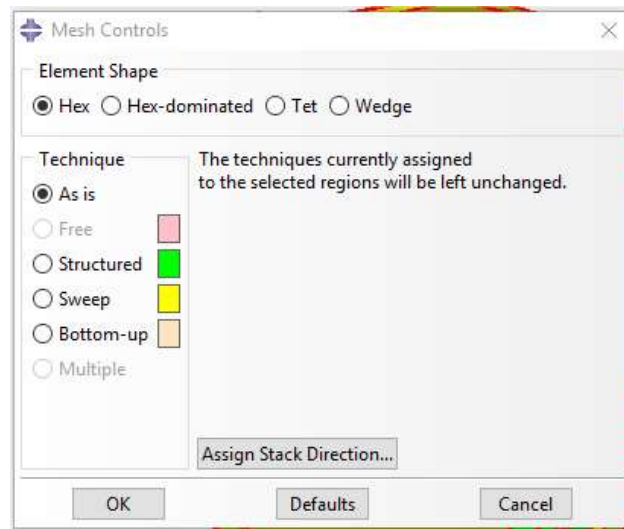 Mesh Controls
Element Shape
Hex Hex-dominated Tet Wedge
Technique
As is
Free
Structured
Sweep
Bottom-up
Multiple
The techniques currently assigned
to the selected regions will be left unchanged.
Assign Stack Direction...
OK Defaults Cancel